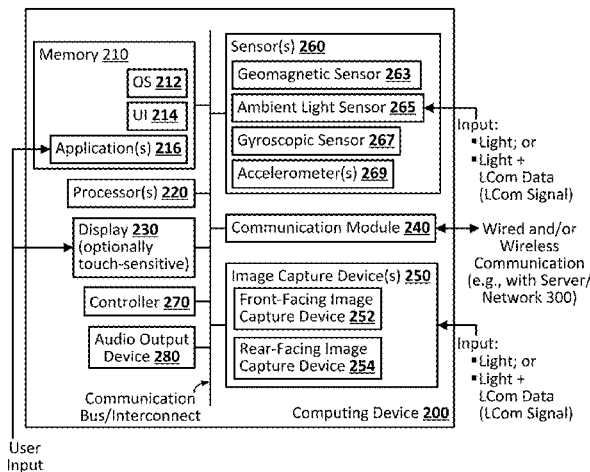 Memory 210
OS 212
UI 214
Application(s) 216
Processor(s) 220
Display 230
(optionally
touch-sensitive)
Controller 270
Audio Output
Device 280
Communication
Bus/Interconnect
User
Input
Sensor(s) 260
Geomagnetic Sensor 263
Ambient Light Sensor 265
Gyroscopic Sensor 267
Accelerometer(s) 269
Communication Module 240
Image Capture Device(s) 250
Front-Facing Image
Capture Device 252
Rear-Facing Image
Capture Device 254
Computing Device 200
Input:
▪Light; or
▪Light +
LCom Data
(LCom Signal)
Wired and/or
Wireless
Communication
(e.g., with Server/
Network 300)
Input:
▪Light; or
▪Light +
LCom Data
(LCom Signal)